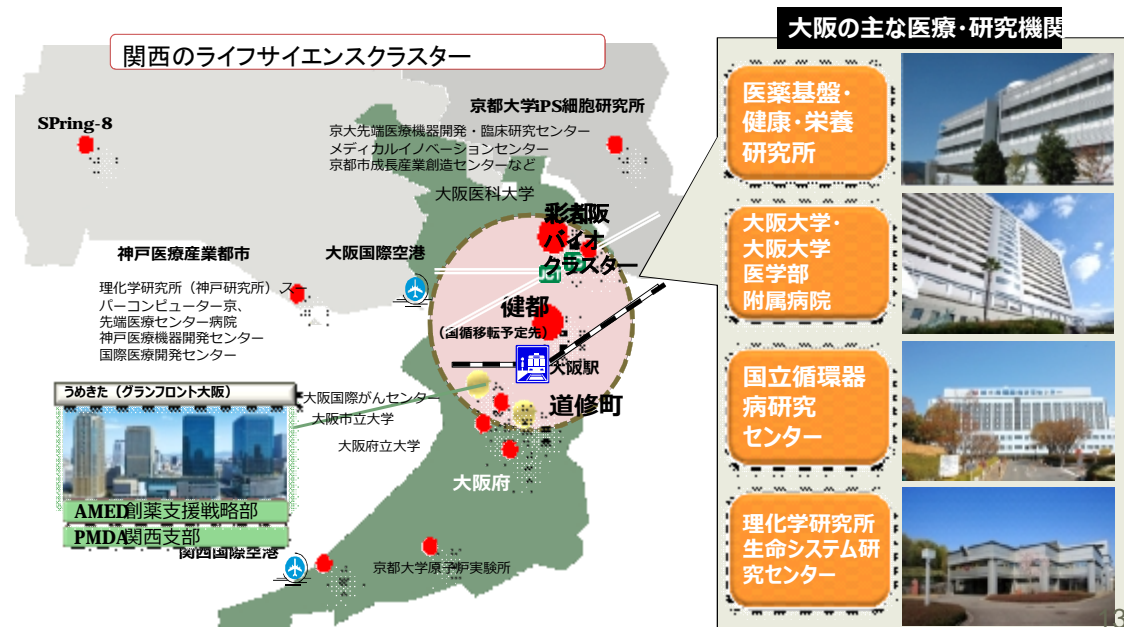 関西のライフサイエンスクラスター
大阪の主な医療・研究機関
SPring-8
京都大学iPS細胞研究所
京大先端医療機器開発・臨床研究センター
メディカルイノベーションセンター
京都市成長産業創造センターなど
大阪医科大学
神戸医療産業都市
理化学研究所（神戸研究所）スー
パーコンピューター京、
先端医療センター病院
神戸医療機器開発センター
国際医療開発センター
大阪国際空港
バイオ
クラスター
健都
（国循移転予定先）
大阪駅
道修町
うめきた（グランフロント大阪）
AMED創薬支援戦略部
PMDA関西支部
大阪国際がんセンター
大阪市立大学
大阪府立大学
大阪府
関西国際空港
京都大学原子炉実験所
医薬基盤・
健康・栄養
研究所
大阪大学・
大阪大学
医学部
附属病院
国立循環器
病研究
センター
理化学研究所
生命システム研
究センター
13